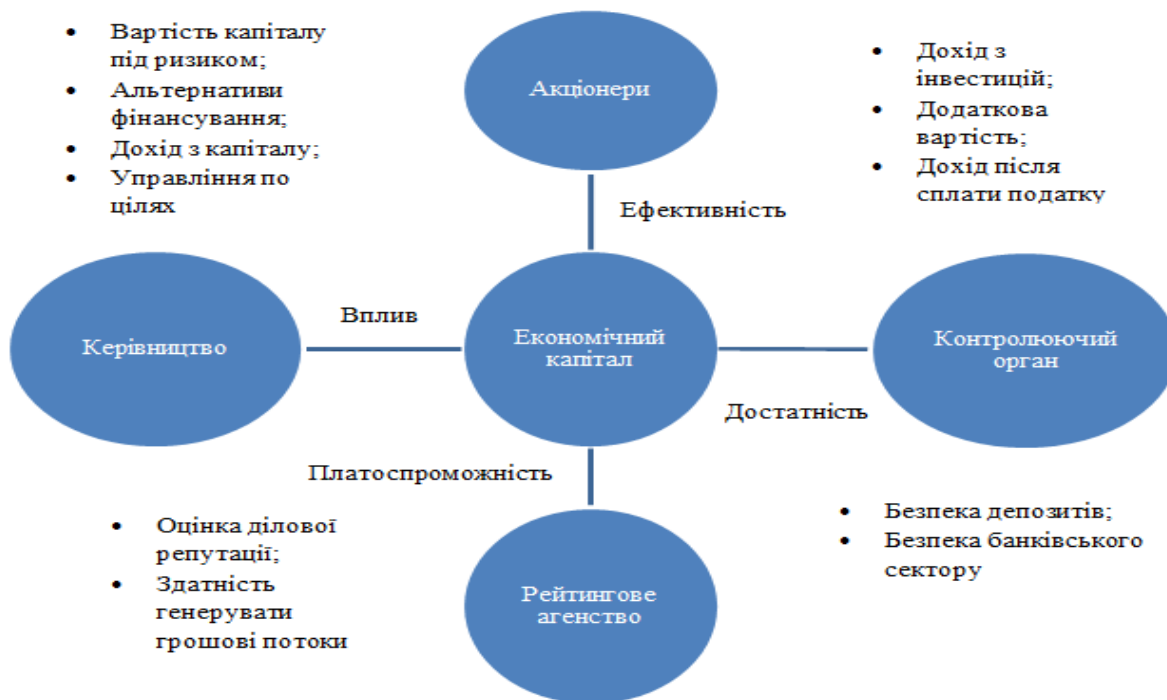 • Вартість капіталу
під ризиком;
• Альтернативи
фінансування;
• Дохід з капіталу;
• Управління по
цілях
Акціонери
• Дохід з
інвестицій;
• Додаткова
вартість;
• Дохід після
сплати податку
Ефективність
Керівництво
Вплив
Економічний
капітал
Контролюючий
орган
Достатність
Платоспроможність
• Оцінка ділової
репутації;
• Здатність
генерувати
грошові потоки
Рейтингове
агенство
• Безпека депозитів;
• Безпека банківського
сектору